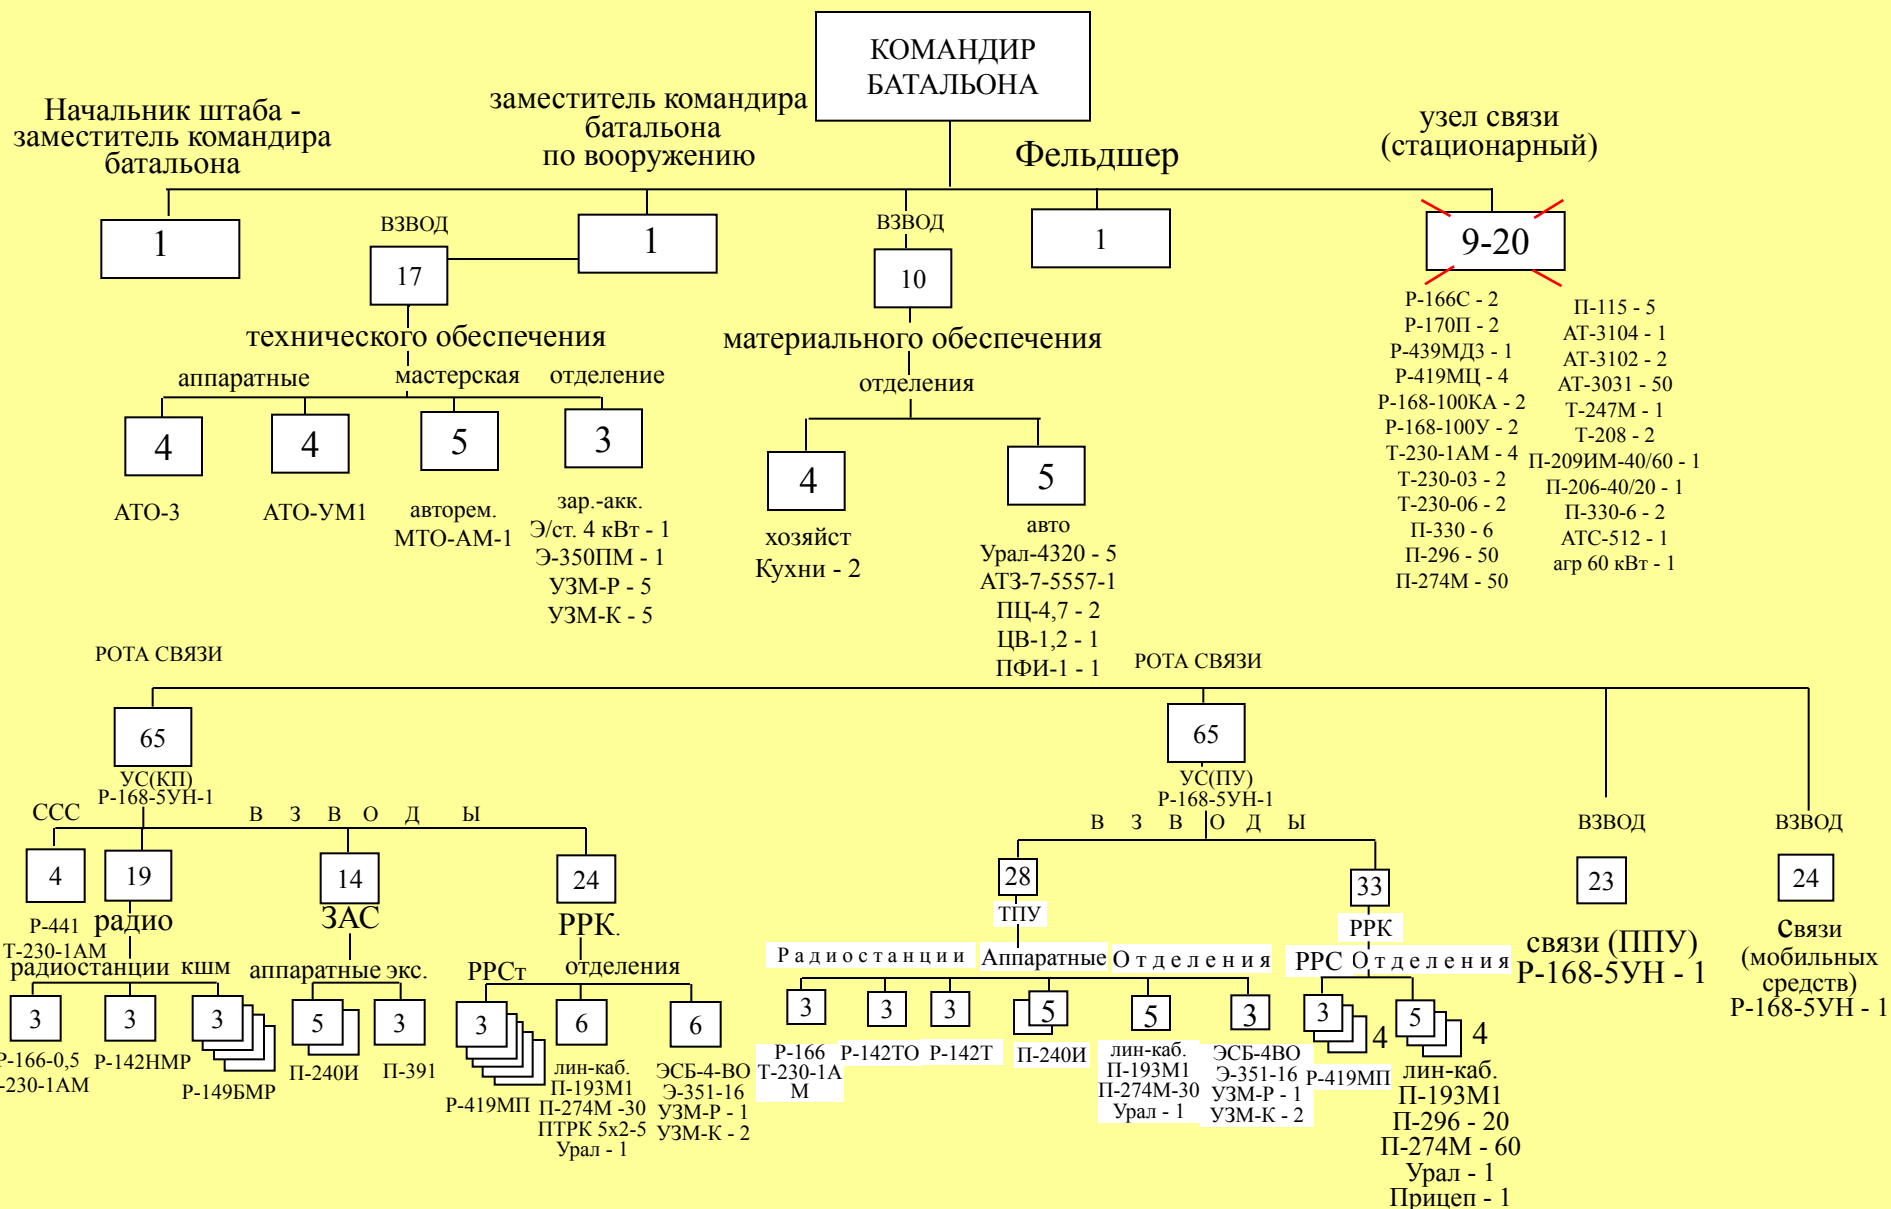 КОМАНДИР
БАТАЛЬОНА
Начальник штаба -
заместитель командира
батальона
заместитель командира
батальона
по вооружению
Фельдшер
узел связи
(стационарный)
1
ВЗВОД
17
1
ВЗВОД
10
1
9-20
технического обеспечения
материального обеспечения
аппаратные
мастерская
отделение
отделения
4
4
5
3
4
5
АТО-3
АТО-УМ1
авторем.
МТО-АМ-1
зар.-акк.
Э/ст. 4 кВт - 1
Э-350ПМ - 1
УЗМ-Р - 5
УЗМ-К - 5
хозяйст
Кухни - 2
авто
Урал-4320 - 5
АТЗ-7-5557-1
ПЦ-4,7 - 2
ЦВ-1,2 - 1
ПФИ-1 - 1
Р-166С - 2
Р-170П - 2
Р-439МД3 - 1
Р-419МЦ - 4
Р-168-100КА - 2
Р-168-100У - 2
Т-230-1АМ - 4
Т-230-03 - 2
Т-230-06 - 2
П-330 - 6
П-296 - 50
П-274М - 50
П-115 - 5
АТ-3104 - 1
АТ-3102 - 2
АТ-3031 - 50
Т-247М - 1
Т-208 - 2
П-209ИМ-40/60 - 1
П-206-40/20 - 1
П-330-6 - 2
АТС-512 - 1
агр 60 кВт - 1
РОТА СВЯЗИ
РОТА СВЯЗИ
65
УС(КП)
Р-168-5УН-1
65
УС(ПУ)
Р-168-5УН-1
ССС
В З В О Д Ы
В З В О Д Ы
ВЗВОД
ВЗВОД
4
19
14
24
28
33
23
24
Р-441
Т-230-1АМ
радио
ЗАС
РРК.
ТПУ
РРК
связи (ППУ)
Р-168-5УН - 1
Связи
(мобильных
средств)
Р-168-5УН - 1
радиостанции кшм
аппаратные экс.
РРСт
отделения
Радиостанции
Аппаратные
Отделения
РРС Отделения
3
3
3
5
3
3
6
6
3
3
3
5
5
3
3
4
5
4
Р-166-0,5
-230-1АМ
Р-142НМР
Р-149БМР
П-240И
П-391
Р-419МП
лин-каб.
П-193М1
П-274М -30
ПТРК 5х2-5
Урал - 1
ЭСБ-4-ВО
Э-351-16
УЗМ-Р - 1
УЗМ-К - 2
Р-166
Т-230-1А
М
Р-142ТО
Р-142Т
П-240И
лин-каб.
П-193М1
П-274М-30
Урал - 1
ЭСБ-4ВО
Э-351-16
УЗМ-Р - 1
УЗМ-К - 2
Р-419МП
лин-каб.
П-193М1
П-296 - 20
П-274М - 60
Урал - 1
Прицеп - 1